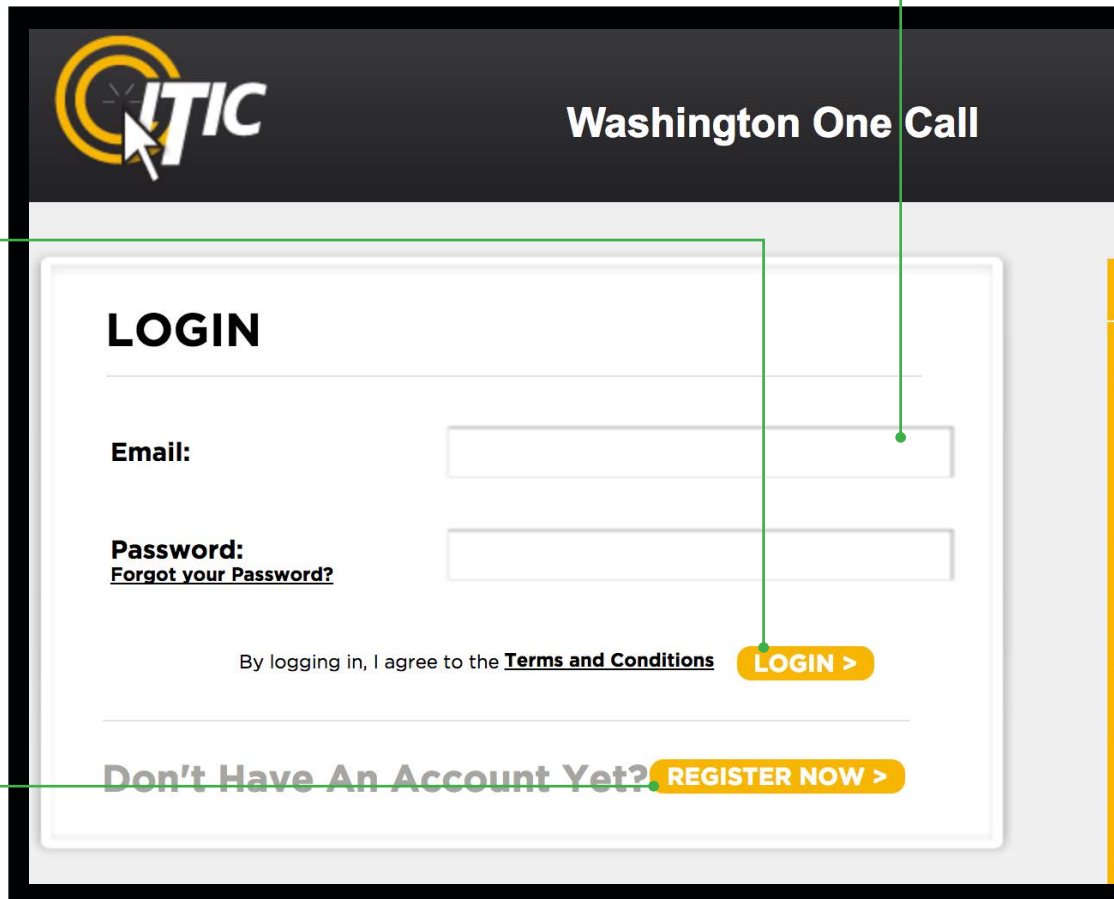 ITIC
Washington One Call
LOGIN
Email:
Password:
Forgot your Password?
By logging in, I agree to the Terms and Conditions LOGIN >
Don't Have An Account Yet? REGISTER NOW >